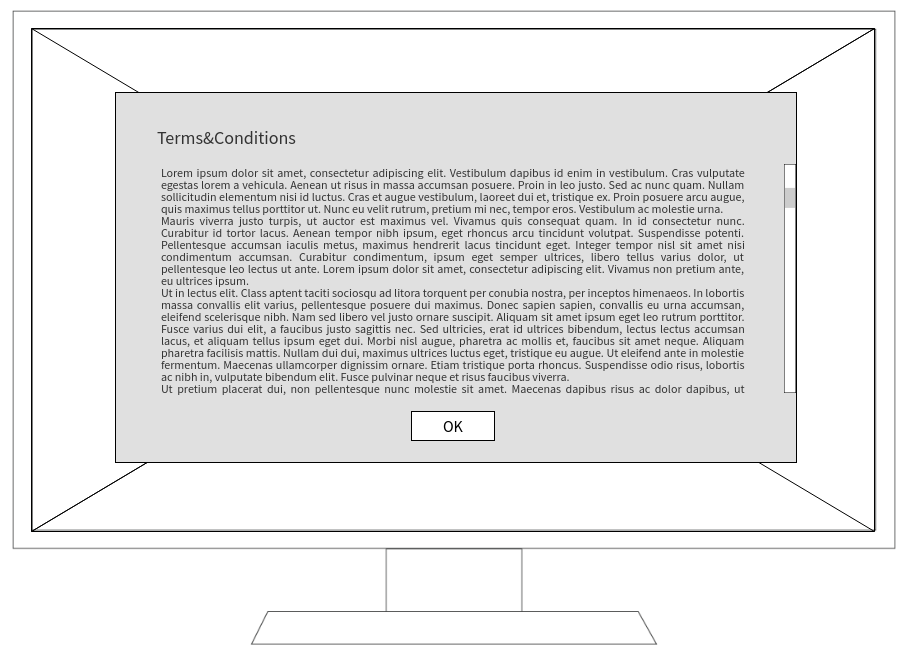 Terms&Conditions
Lorem ipsum dolor sit amet, consectetur adipiscing elit. Vestibulum dapibus id enim in vestibulum. Cras vulputate
egestas lorem a vehicula. Aenean ut risus in massa accumsan posuere. Proin in leo justo. Sed ac nunc quam. Nullam
sollicitudin elementum nisi id luctus. Cras et augue vestibulum, laoreet dui et, tristique ex. Proin posuere arcu augue,
quis maximus tellus porttitor ut. Nunc eu velit rutrum, pretium mi nec, tempor eros. Vestibulum ac molestie urna.
Mauris viverra justo turpis, ut auctor est maximus vel. Vivamus quis consequat quam. In id consectetur nunc.
Curabitur id tortor lacus. Aenean tempor nibh ipsum, eget rhoncus arcu tincidunt volutpat. Suspendisse potenti.
Pellentesque accumsan iaculis metus, maximus hendrerit lacus tincidunt eget. Integer tempor nisl sit amet nisi
condimentum accumsan. Curabitur condimentum, ipsum eget semper ultrices, libero tellus varius dolor, ut
pellentesque leo lectus ut ante. Lorem ipsum dolor sit amet, consectetur adipiscing elit. Vivamus non pretium ante,
eu ultrices ipsum.
Ut in lectus elit. Class aptent taciti sociosqu ad litora torquent per conubia nostra, per inceptos himenaeos. In lobortis
massa convallis elit varius, pellentesque posuere dui maximus. Donec sapien sapien, convallis eu urna accumsan,
eleifend scelerisque nibh. Nam sed libero vel justo ornare suscipit. Aliquam sit amet ipsum eget leo rutrum porttitor.
Fusce varius dui elit, a faucibus justo sagittis nec. Sed ultricies, erat id ultrices bibendum, lectus lectus accumsan
lacus, et aliquam tellus ipsum eget dui. Morbi nisl augue, pharetra ac mollis et, faucibus sit amet neque. Aliquam
pharetra facilisis mattis. Nullam dui dui, maximus ultrices luctus eget, tristique eu augue. Ut eleifend ante in molestie
fermentum. Maecenas ullamcorper dignissim ornare. Etiam tristique porta rhoncus. Suspendisse odio risus, lobortis
ac nibh in, vulputate bibendum elit. Fusce pulvinar neque et risus faucibus viverra.
Ut pretium placerat dui, non pellentesque nunc molestie sit amet. Maecenas dapibus risus ac dolor dapibus, ut
OK